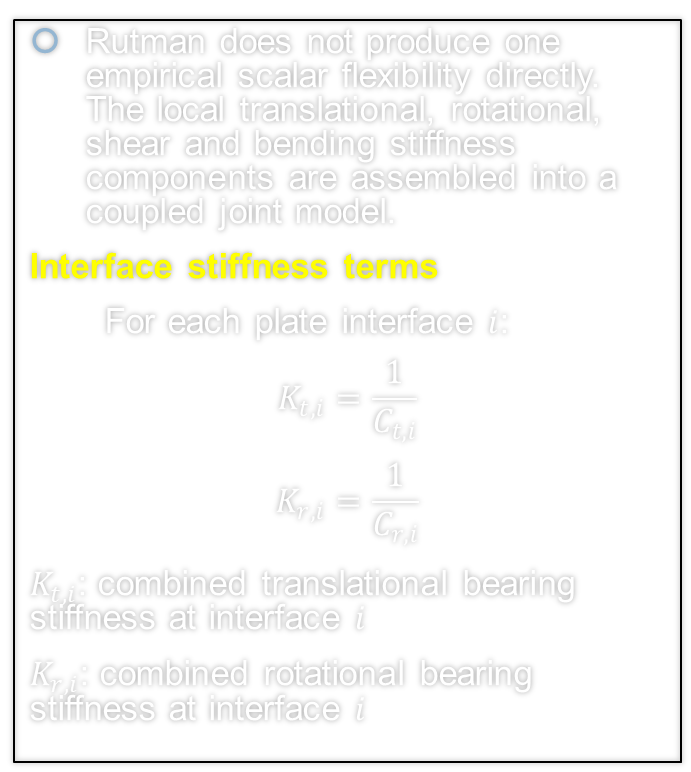 Rutman does not produce one
empirical scalar flexibility directly.
The local translational, rotational,
shear and bending stiffness
components are assembled into a
coupled joint model.
Interface stiffness terms
For each plate interface i:
K_{t,i} = \frac{1}{C_{t,i}}
K_{r,i} = \frac{1}{C_{r,i}}
K_{t,i}: combined translational bearing
stiffness at interface i
K_{r,i}: combined rotational bearing
stiffness at interface i